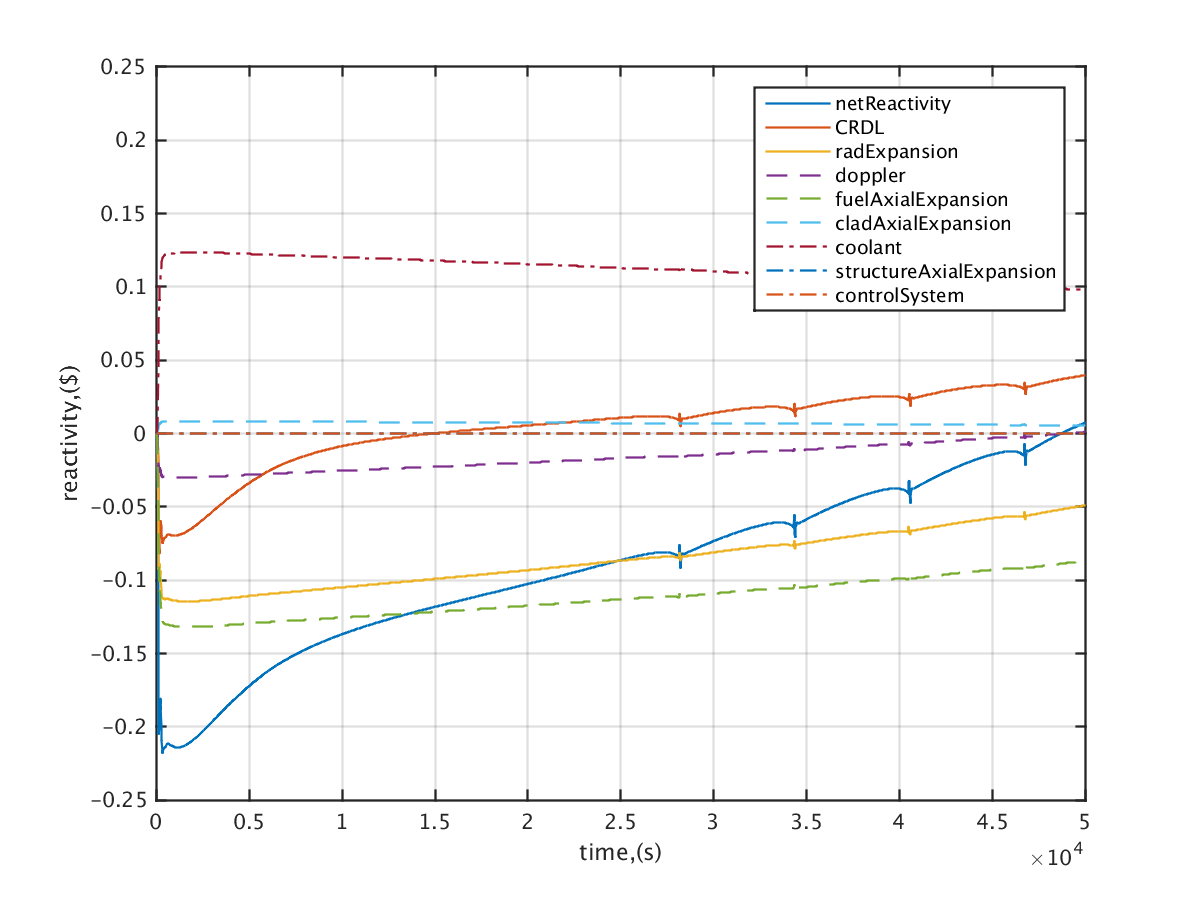 0.25
0.2
0.15
0.1
0.05
0
-0.05
-0.1
-0.15
-0.2
-0.25
reactivity,($)
netReactivity
CRDL
radExpansion
doppler
fuelAxialExpansion
cladAxialExpansion
coolant
structureAxialExpansion
controlSystem
0 0.5 1 1.5 2 2.5 3 3.5 4 4.5 5
time,(s)
×10^4